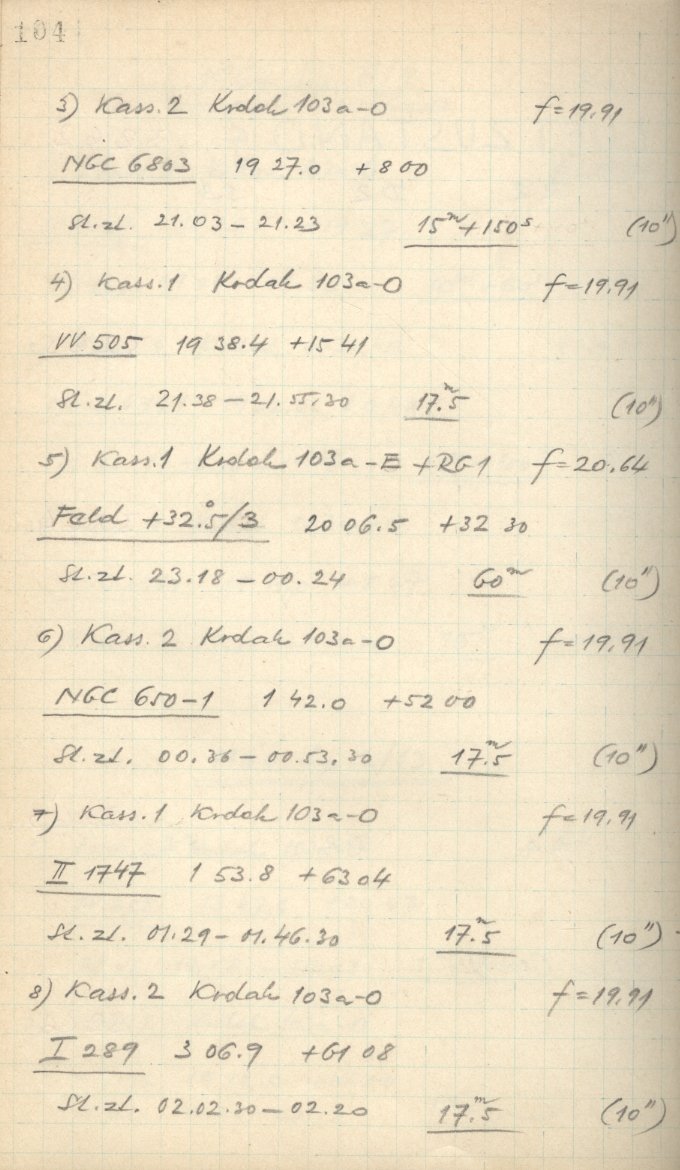 104
3) Kass. 2 Kodak 103a-O f=19.91
NGC 6803 19 27.0 +8 00
St.zt. 21.03 – 21.23 15ᵐ+150ˢ (10")
4) Kass. 1 Kodak 103a-O f=19.91
VV 505 19 38.4 +15 41
St.zt. 21.38 – 21.55.30 17.ᵐ5 (10")
5) Kass. 1 Kodak 103a-E +RG1 f=20.64
Feld +32.°5/3 20 06.5 +32 30
St.zt. 23.18 – 00.24 60ᵐ (10")
6) Kass. 2 Kodak 103a-O f=19.91
NGC 650-1 1 42.0 +52 00
St.zt. 00.36 – 00.53.30 17.ᵐ5 (10")
7) Kass. 1 Kodak 103a-O f=19.91
II 1747 1 53.8 +63 04
St.zt. 01.29 – 01.46.30 17.ᵐ5 (10")
8) Kass. 2 Kodak 103a-O f=19.91
I 289 3 06.9 +61 08
St.zt. 02.02.30 – 02.20 17.ᵐ5 (10")